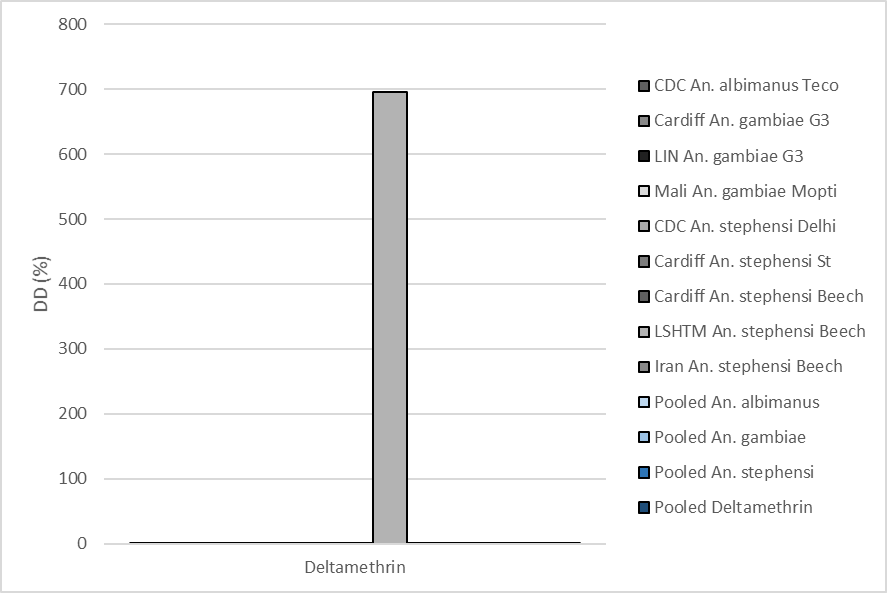 800
700
600
500
400
300
200
100
0
DD (%)
Deltamethrin
CDC An. albimanus Teco
Cardiff An. gambiae G3
LIN An. gambiae G3
Mali An. gambiae Mopti
CDC An. stephensi Delhi
Cardiff An. stephensi St
Cardiff An. stephensi Beech
LSHTM An. stephensi Beech
Iran An. stephensi Beech
Pooled An. albimanus
Pooled An. gambiae
Pooled An. stephensi
Pooled Deltamethrin